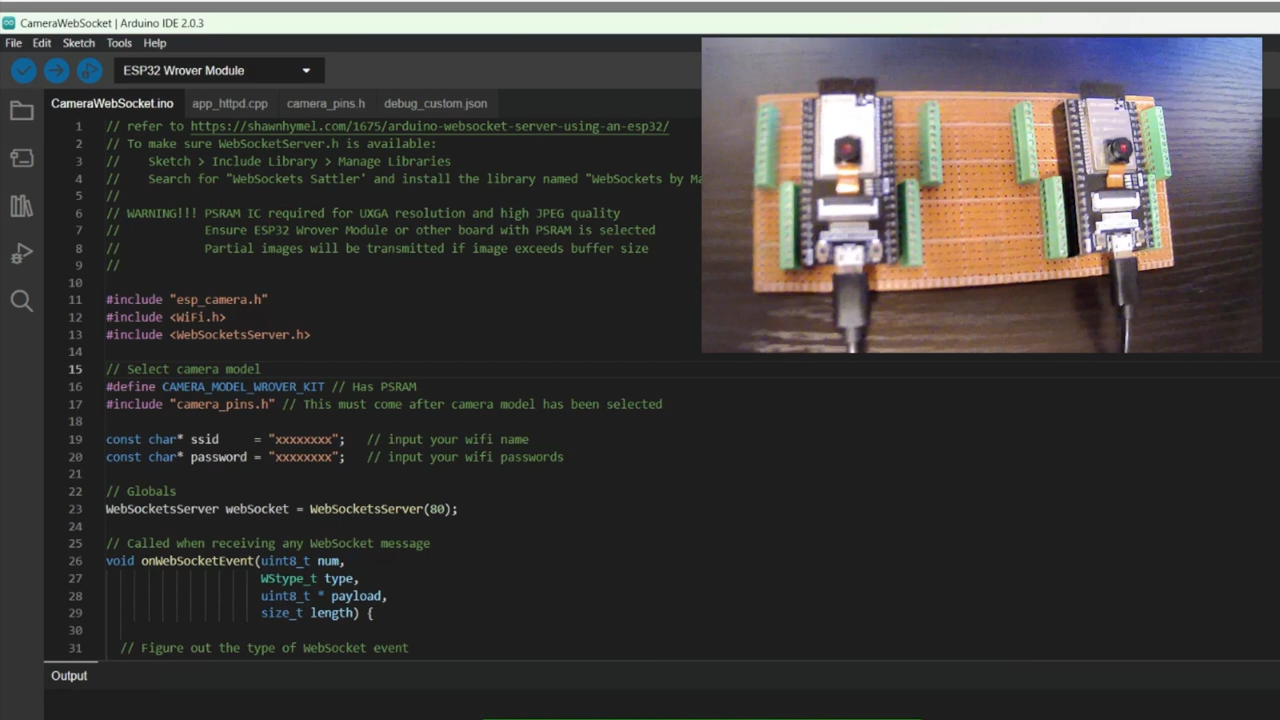 CameraWebSocket | Arduino IDE 2.0.3
File Edit Sketch Tools Help
ESP32 Wrover Module
CameraWebSocket.ino app_httpd.cpp camera_pins.h debug_custom.json
1 // refer to https://shawnhymel.com/1675/arduino-websocket-server-using-an-esp32/
2 // To make sure WebSocketServer.h is available:
3 // Sketch > Include Library > Manage Libraries
4 // Search for "WebSockets Sattler' and install the library named "WebSockets by Ma
5 //
6 // WARNING!!! PSRAM IC required for UXGA resolution and high JPEG quality
7 // Ensure ESP32 Wrover Module or other board with PSRAM is selected
8 // Partial images will be transmitted if image exceeds buffer size
9 //
10
11 #include "esp_camera.h"
12 #include <WiFi.h>
13 #include <WebSocketsServer.h>
14
15 // Select camera model
16 #define CAMERA_MODEL_WROVER_KIT // Has PSRAM
17 #include "camera_pins.h" // This must come after camera model has been selected
18
19 const char* ssid = "xxxxxxxx"; // input your wifi name
20 const char* password = "xxxxxxxx"; // input your wifi passwords
21
22 // Globals
23 WebSocketsServer webSocket = WebSocketsServer(80);
24
25 // Called when receiving any WebSocket message
26 void onWebSocketEvent(uint8_t num,
27 WStype_t type,
28 uint8_t * payload,
29 size_t length) {
30
31 // Figure out the type of WebSocket event
Output